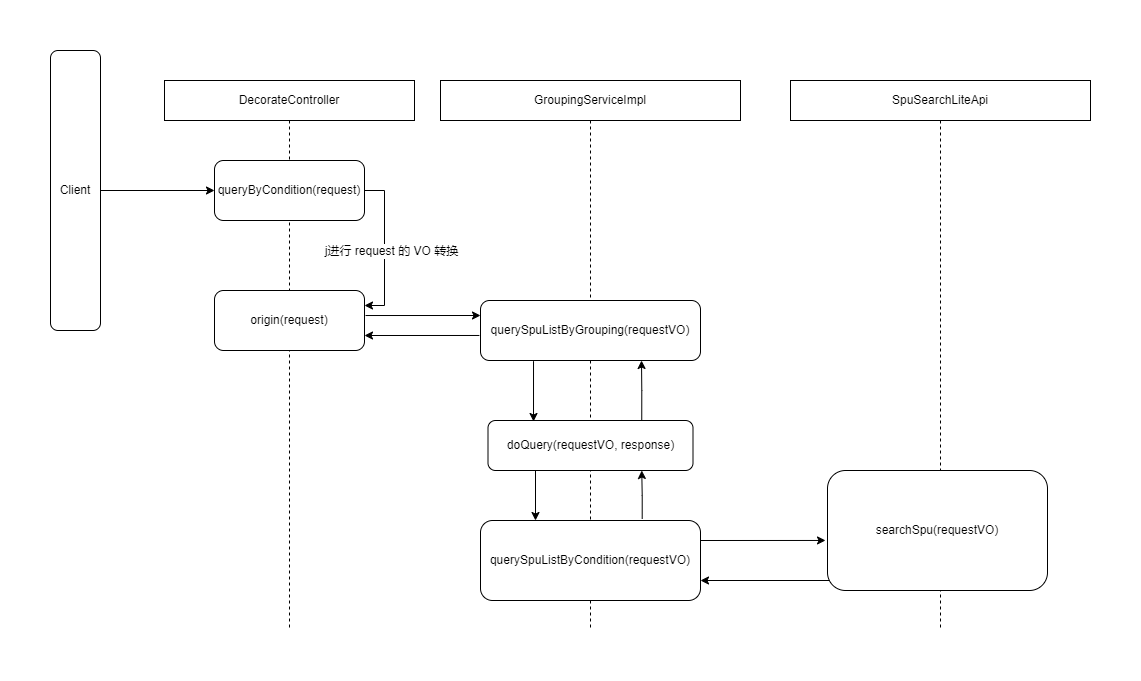 DecorateController
GroupingServiceImpl
SpuSearchLiteApi
Client
queryByCondition(request)
j进行 request 的 VO 转换
origin(request)
querySpuListByGrouping(requestVO)
doQuery(requestVO, response)
searchSpu(requestVO)
querySpuListByCondition(requestVO)